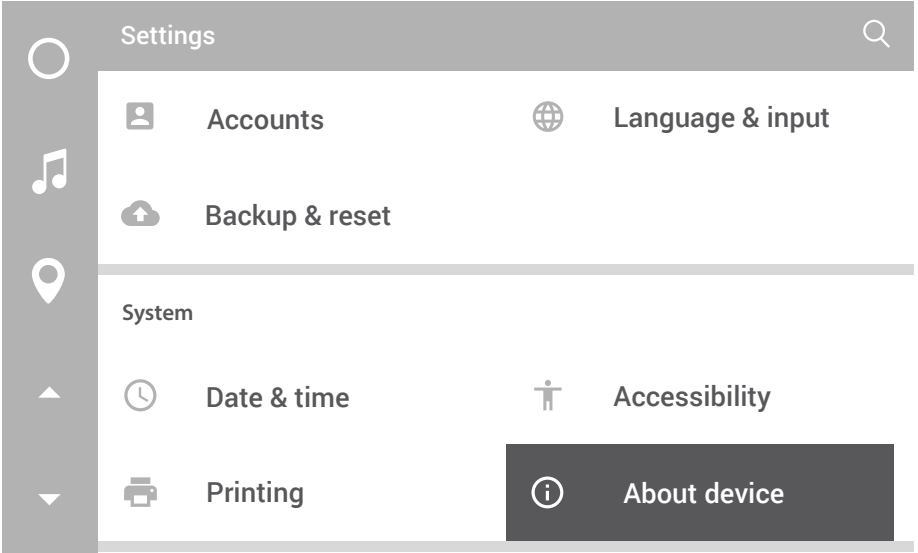 Settings
Accounts
Language & input
Backup & reset
System
Date & time
Accessibility
Printing
About device